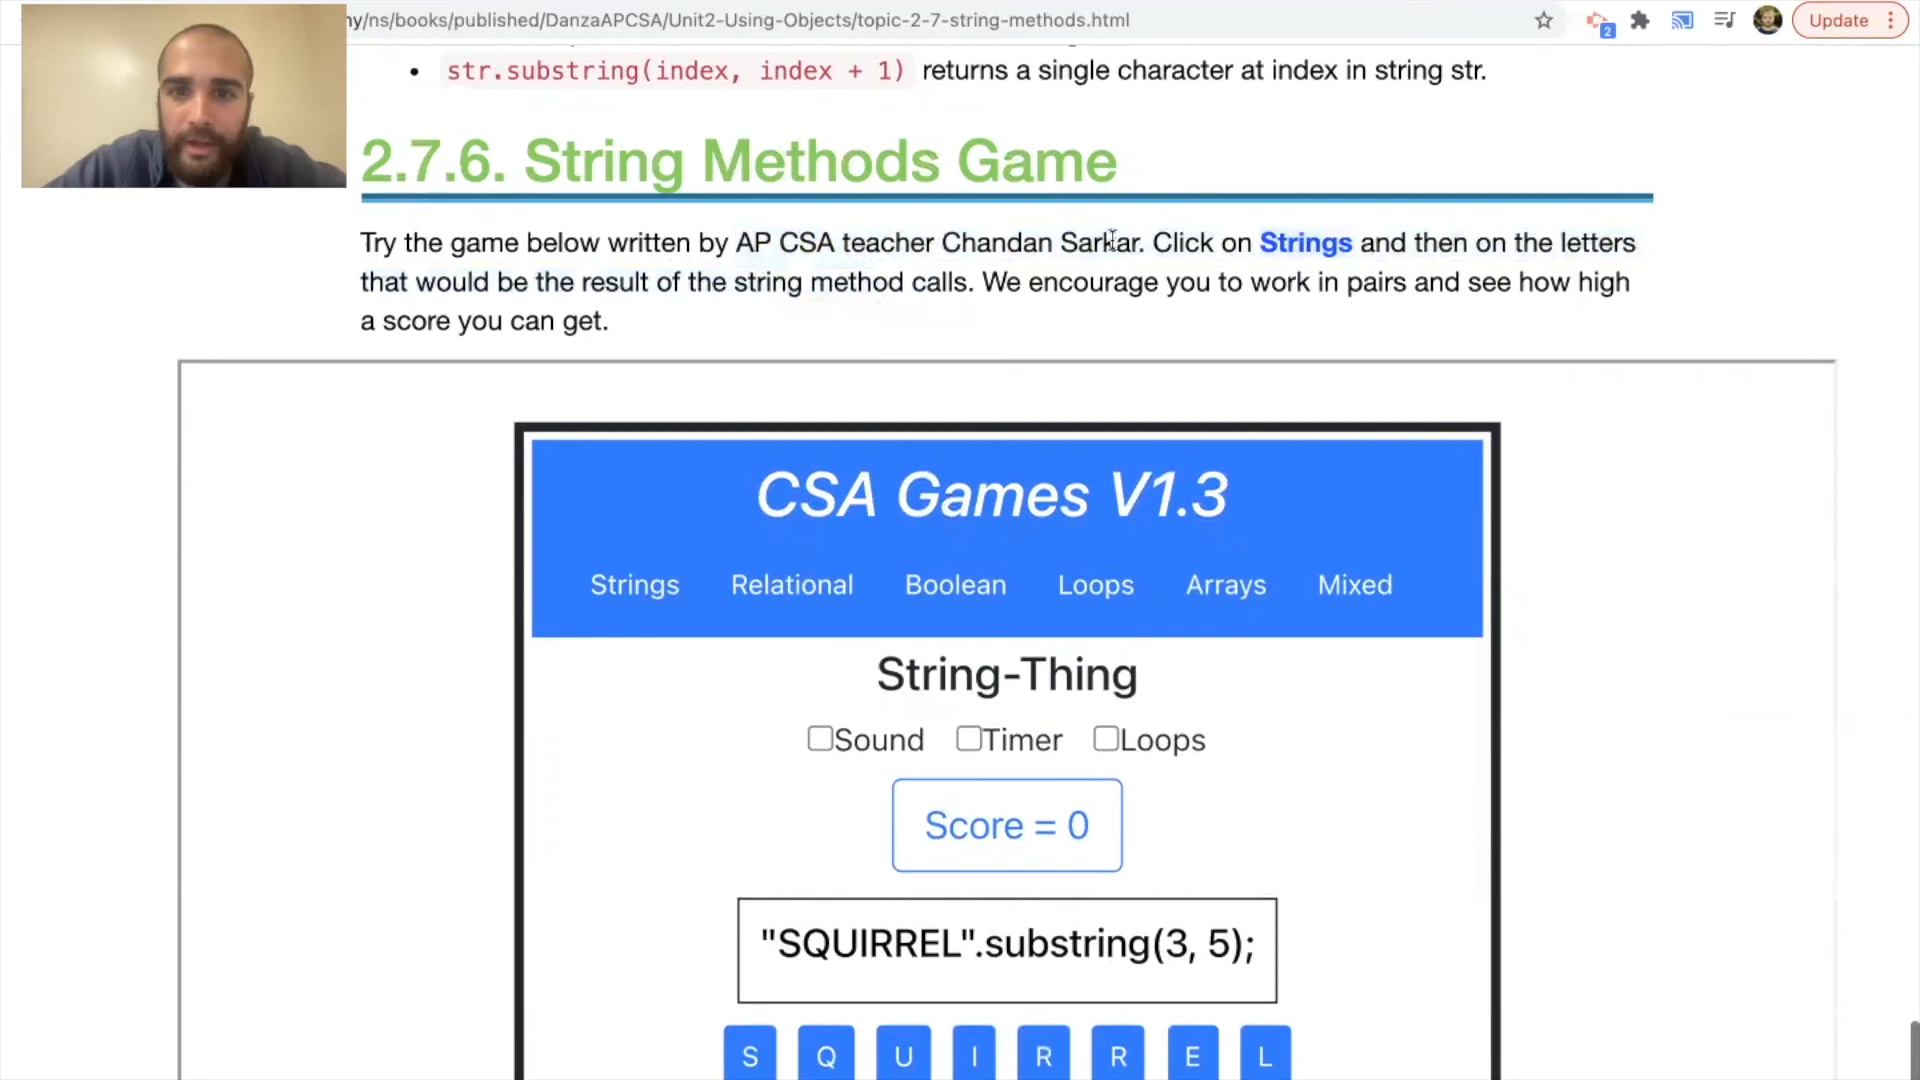 ny/ns/books/published/DanzaAPCSA/Unit2-Using-Objects/topic-2-7-string-methods.html
2
Update
str.substring(index, index + 1) returns a single character at index in string str.
2.7.6. String Methods Game
Try the game below written by AP CSA teacher Chandan Sarkar. Click on Strings and then on the letters
that would be the result of the string method calls. We encourage you to work in pairs and see how high
a score you can get.
CSA Games V1.3
Strings Relational Boolean Loops Arrays Mixed
String-Thing
Sound Timer Loops
Score = 0
"SQUIRREL".substring(3, 5);
S Q U I R R E L